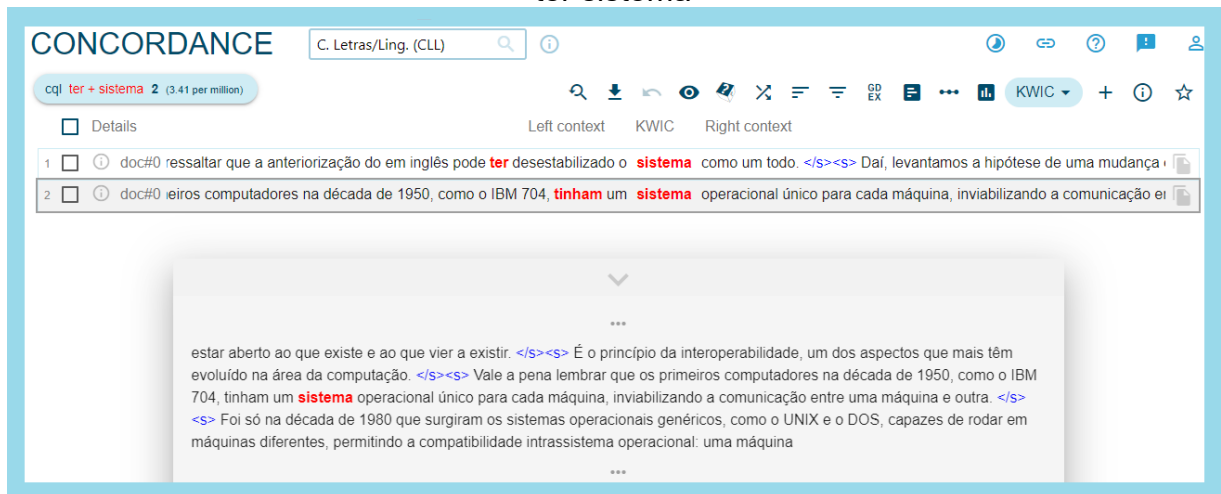 ter sistema
CONCORDANCE
C. Letras/Ling. (CLL)
cql ter + sistema 2 (3.41 per million)
GD
EX
KWIC
Details Left context KWIC Right context
1 doc#0 ressaltar que a anteriorização do em inglês pode ter desestabilizado o sistema como um todo. </s><s> Daí, levantamos a hipótese de uma mudança
2 doc#0 eiros computadores na década de 1950, como o IBM 704, tinham um sistema operacional único para cada máquina, inviabilizando a comunicação
...
estar aberto ao que existe e ao que vier a existir. </s><s> É o princípio da interoperabilidade, um dos aspectos que mais têm
evoluído na área da computação. </s><s> Vale a pena lembrar que os primeiros computadores na década de 1950, como o IBM
704, tinham um sistema operacional único para cada máquina, inviabilizando a comunicação entre uma máquina e outra. </s>
<s> Foi só na década de 1980 que surgiram os sistemas operacionais genéricos, como o UNIX e o DOS, capazes de rodar em
máquinas diferentes, permitindo a compatibilidade intrassistema operacional: uma máquina
...